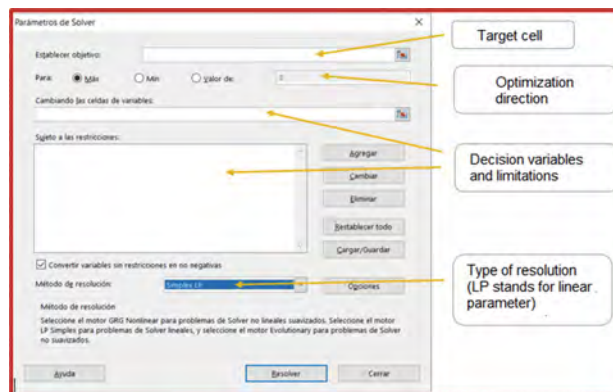 Parámetros de Solver
Establecer objetivo:
Para: Máx Mín Valor de: 0
Cambiando las celdas de variables:
Sujeto a las restricciones:
Agregar
Cambiar
Eliminar
Restablecer todo
Cargar/Guardar
Convertir variables sin restricciones en no negativas
Método de resolución: Simplex LP Opciones
Método de resolución
Seleccione el motor GRG Nonlinear para problemas de Solver no lineales suavizados. Seleccione el motor
LP Simplex para problemas de Solver lineales, y seleccione el motor Evolutionary para problemas de Solver
no suavizados.
Ayuda Resolver Cerrar
Target cell
Optimization
direction
Decision variables
and limitations
Type of resolution
(LP stands for linear
parameter)